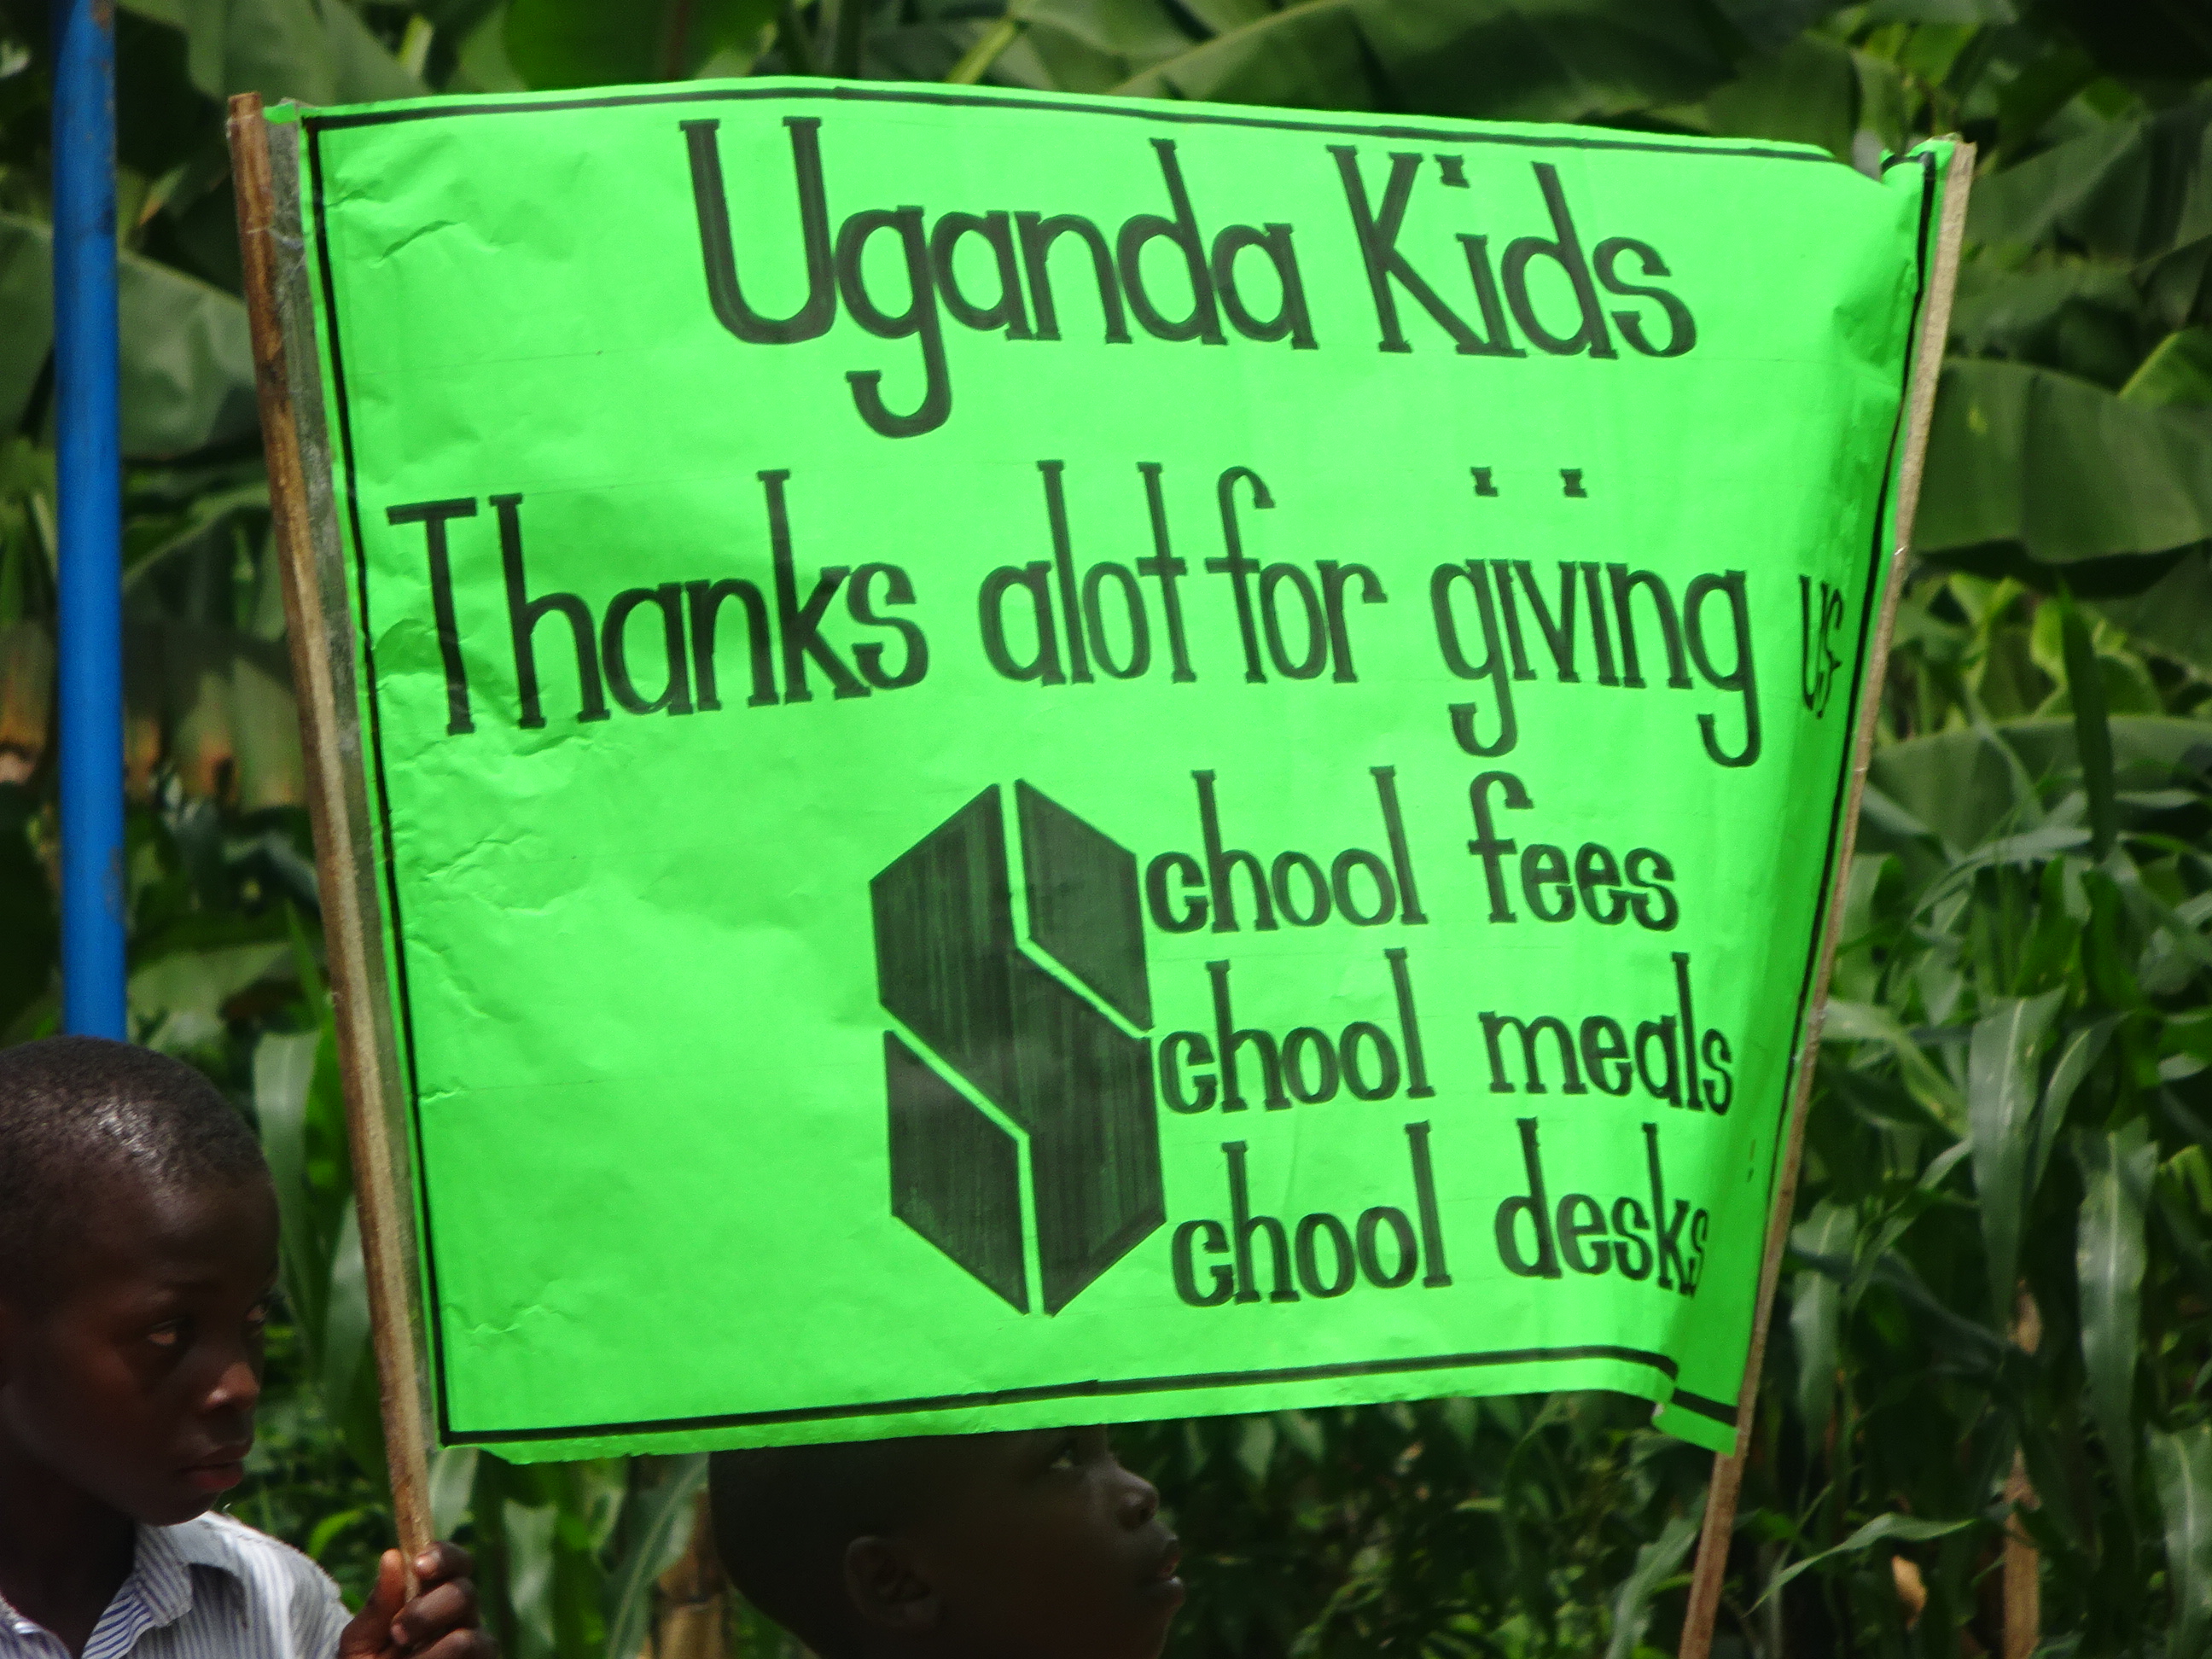 Uganda Kids
Thanks alot for giving us
School fees
School meals
School desks